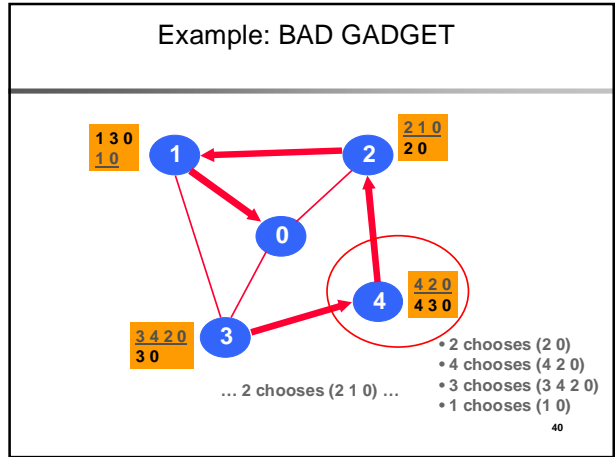 Example: BAD GADGET
1 3 0
1 0
1
2
2 1 0
2 0
0
4
4 2 0
4 3 0
3 4 2 0
3 0
3
… 2 chooses (2 1 0) …
• 2 chooses (2 0)
• 4 chooses (4 2 0)
• 3 chooses (3 4 2 0)
• 1 chooses (1 0)
40